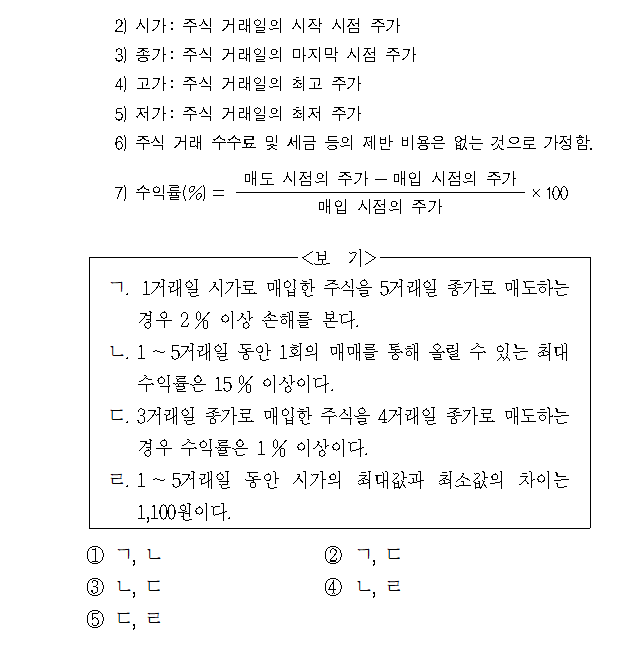 2) 시가: 주식 거래일의 시작 시점 주가
3) 종가: 주식 거래일의 마지막 시점 주가
4) 고가: 주식 거래일의 최고 주가
5) 저가: 주식 거래일의 최저 주가
6) 주식 거래 수수료 및 세금 등의 제반 비용은 없는 것으로 가정함.
7) 수익률(%) = 매도 시점의 주가 - 매입 시점의 주가 / 매입 시점의 주가 × 100
<보 기>
ㄱ. 1거래일 시가로 매입한 주식을 5거래일 종가로 매도하는
경우 2 % 이상 손해를 본다.
ㄴ. 1 ~ 5거래일 동안 1회의 매매를 통해 올릴 수 있는 최대
수익률은 15 % 이상이다.
ㄷ. 3거래일 종가로 매입한 주식을 4거래일 종가로 매도하는
경우 수익률은 1 % 이상이다.
ㄹ. 1 ~ 5거래일 동안 시가의 최대값과 최소값의 차이는
1,100원이다.
① ㄱ, ㄴ ② ㄱ, ㄷ
③ ㄴ, ㄷ ④ ㄴ, ㄹ
⑤ ㄷ, ㄹ